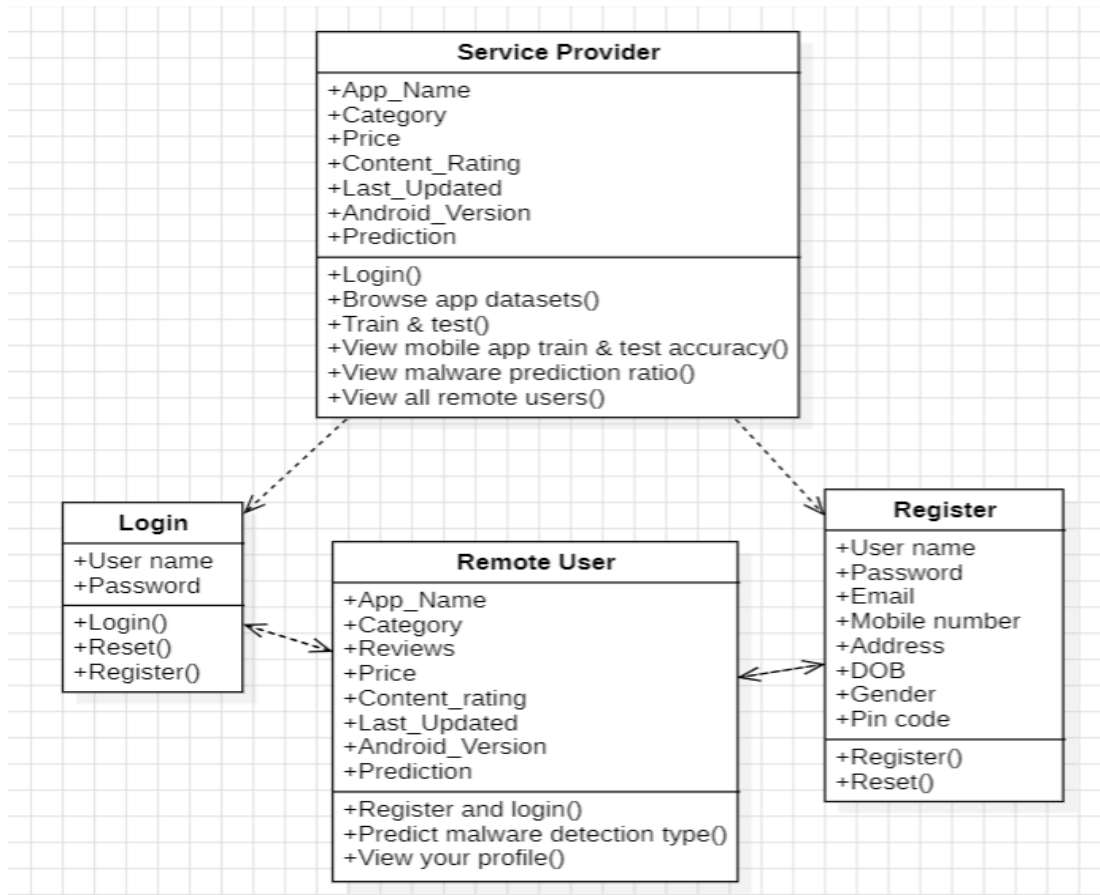 Service Provider
+App_Name
+Category
+Price
+Content_Rating
+Last_Updated
+Android_Version
+Prediction
+Login()
+Browse app datasets()
+Train & test()
+View mobile app train & test accuracy()
+View malware prediction ratio()
+View all remote users()
Login
+User name
+Password
+Login()
+Reset()
+Register()
Remote User
+App_Name
+Category
+Reviews
+Price
+Content_rating
+Last_Updated
+Android_Version
+Prediction
+Register and login()
+Predict malware detection type()
+View your profile()
Register
+User name
+Password
+Email
+Mobile number
+Address
+DOB
+Gender
+Pin code
+Register()
+Reset()